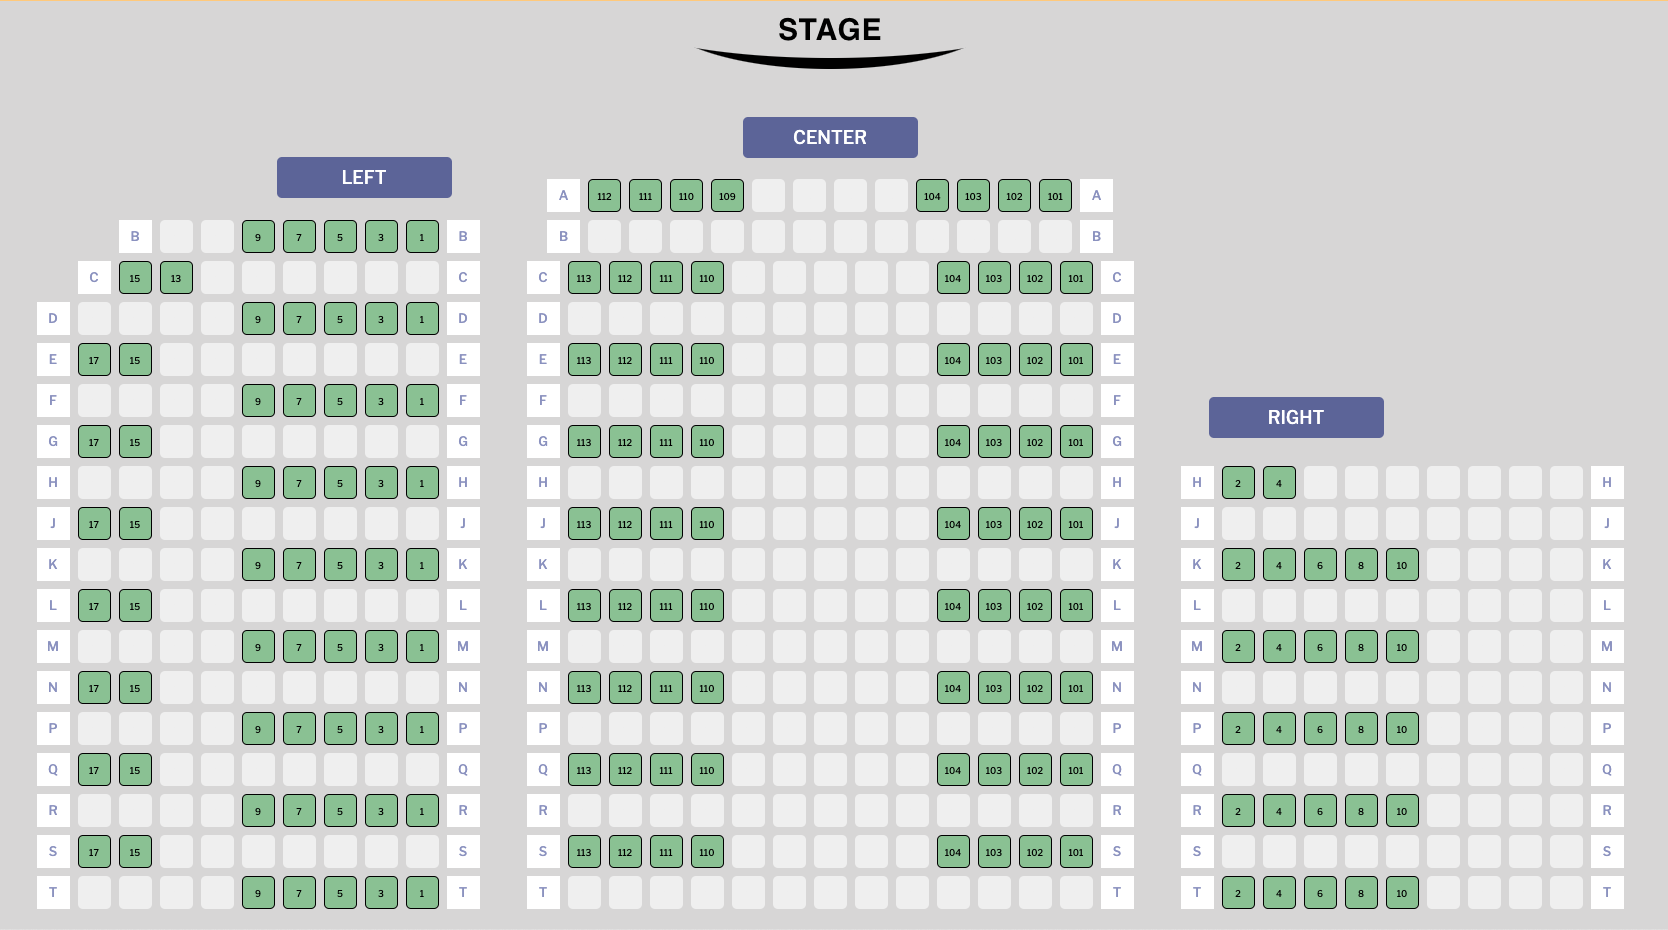 STAGE
CENTER
LEFT
A 112 111 110 109 104 103 102 101 A
B 9 7 5 3 1 B B B
C 15 13 C C 113 112 111 110 104 103 102 101 C
D 9 7 5 3 1 D D D
E 17 15 E E 113 112 111 110 104 103 102 101 E
F 9 7 5 3 1 F F F
RIGHT
G 17 15 G G 113 112 111 110 104 103 102 101 G
H 9 7 5 3 1 H H H H 2 4 H
J 17 15 J J 113 112 111 110 104 103 102 101 J J J
K 9 7 5 3 1 K K K K 2 4 6 8 10 K
L 17 15 L L 113 112 111 110 104 103 102 101 L L L
M 9 7 5 3 1 M M M M 2 4 6 8 10 M
N 17 15 N N 113 112 111 110 104 103 102 101 N N N
P 9 7 5 3 1 P P P P 2 4 6 8 10 P
Q 17 15 Q Q 113 112 111 110 104 103 102 101 Q Q Q
R 9 7 5 3 1 R R R R 2 4 6 8 10 R
S 17 15 S S 113 112 111 110 104 103 102 101 S S S
T 9 7 5 3 1 T T T T 2 4 6 8 10 T